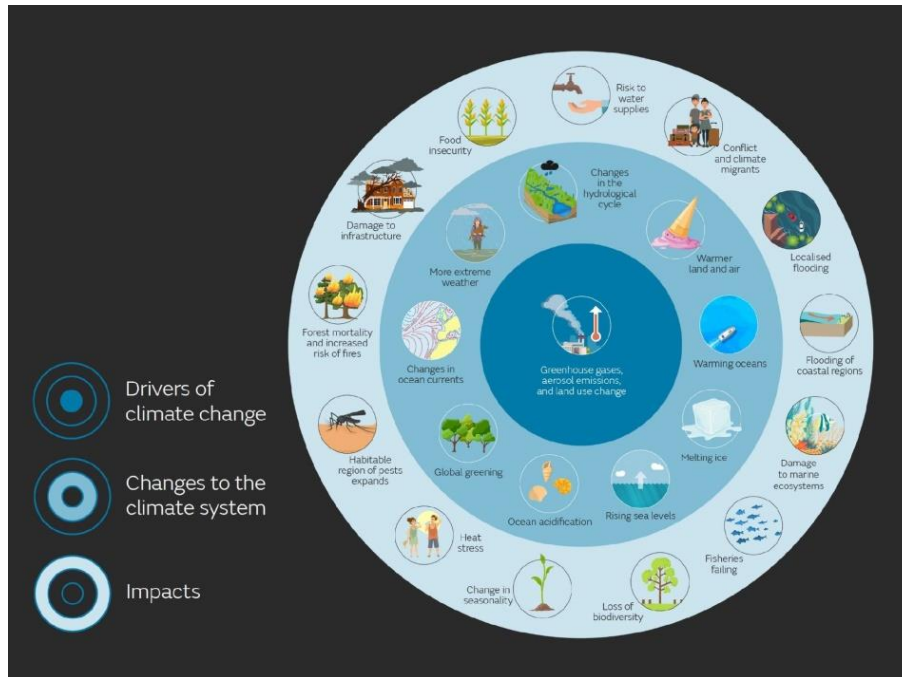 Risk to
water
supplies
Conflict
and climate
migrants
Localised
flooding
Flooding of
coastal regions
Damage
to marine
ecosystems
Fisheries
failing
Loss of
biodiversity
Change in
seasonality
Heat
stress
Habitable
region of pests
expands
Forest mortality
and increased
risk of fires
Damage to
infrastructure
Food
insecurity
Changes
in the
hydrological
cycle
Warmer
land and air
Warming oceans
Melting ice
Rising sea levels
Ocean acidification
Global greening
Changes in
ocean currents
More extreme
weather
Greenhouse gases,
aerosol emissions,
and land use change
Drivers of
climate change
Changes to the
climate system
Impacts